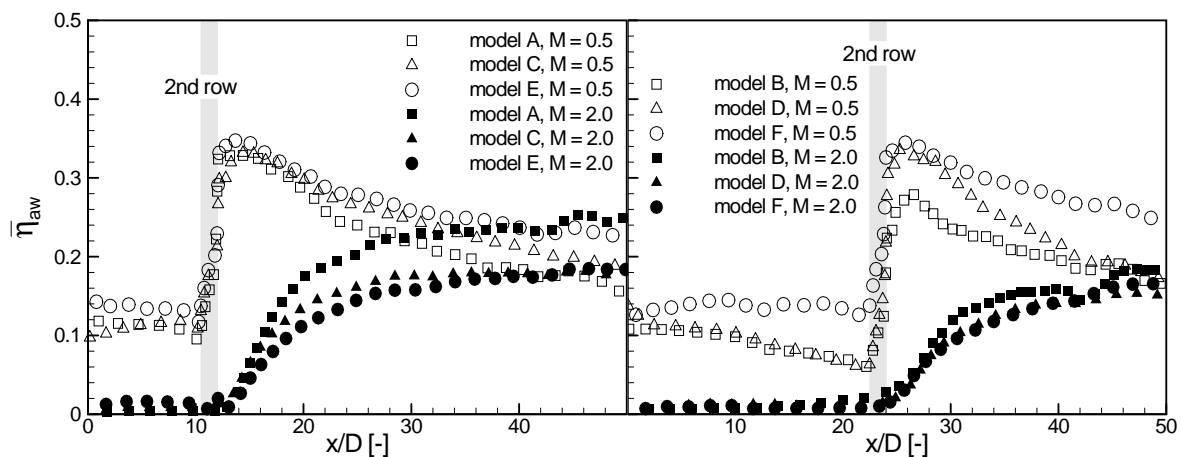 0.5
0.4
0.3
0.2
0.1
0
η̅aw
2nd row
model A, M = 0.5
model C, M = 0.5
model E, M = 0.5
model A, M = 2.0
model C, M = 2.0
model E, M = 2.0
0 10 20 30 40
x/D [-]
2nd row
model B, M = 0.5
model D, M = 0.5
model F, M = 0.5
model B, M = 2.0
model D, M = 2.0
model F, M = 2.0
10 20 30 40 50
x/D [-]